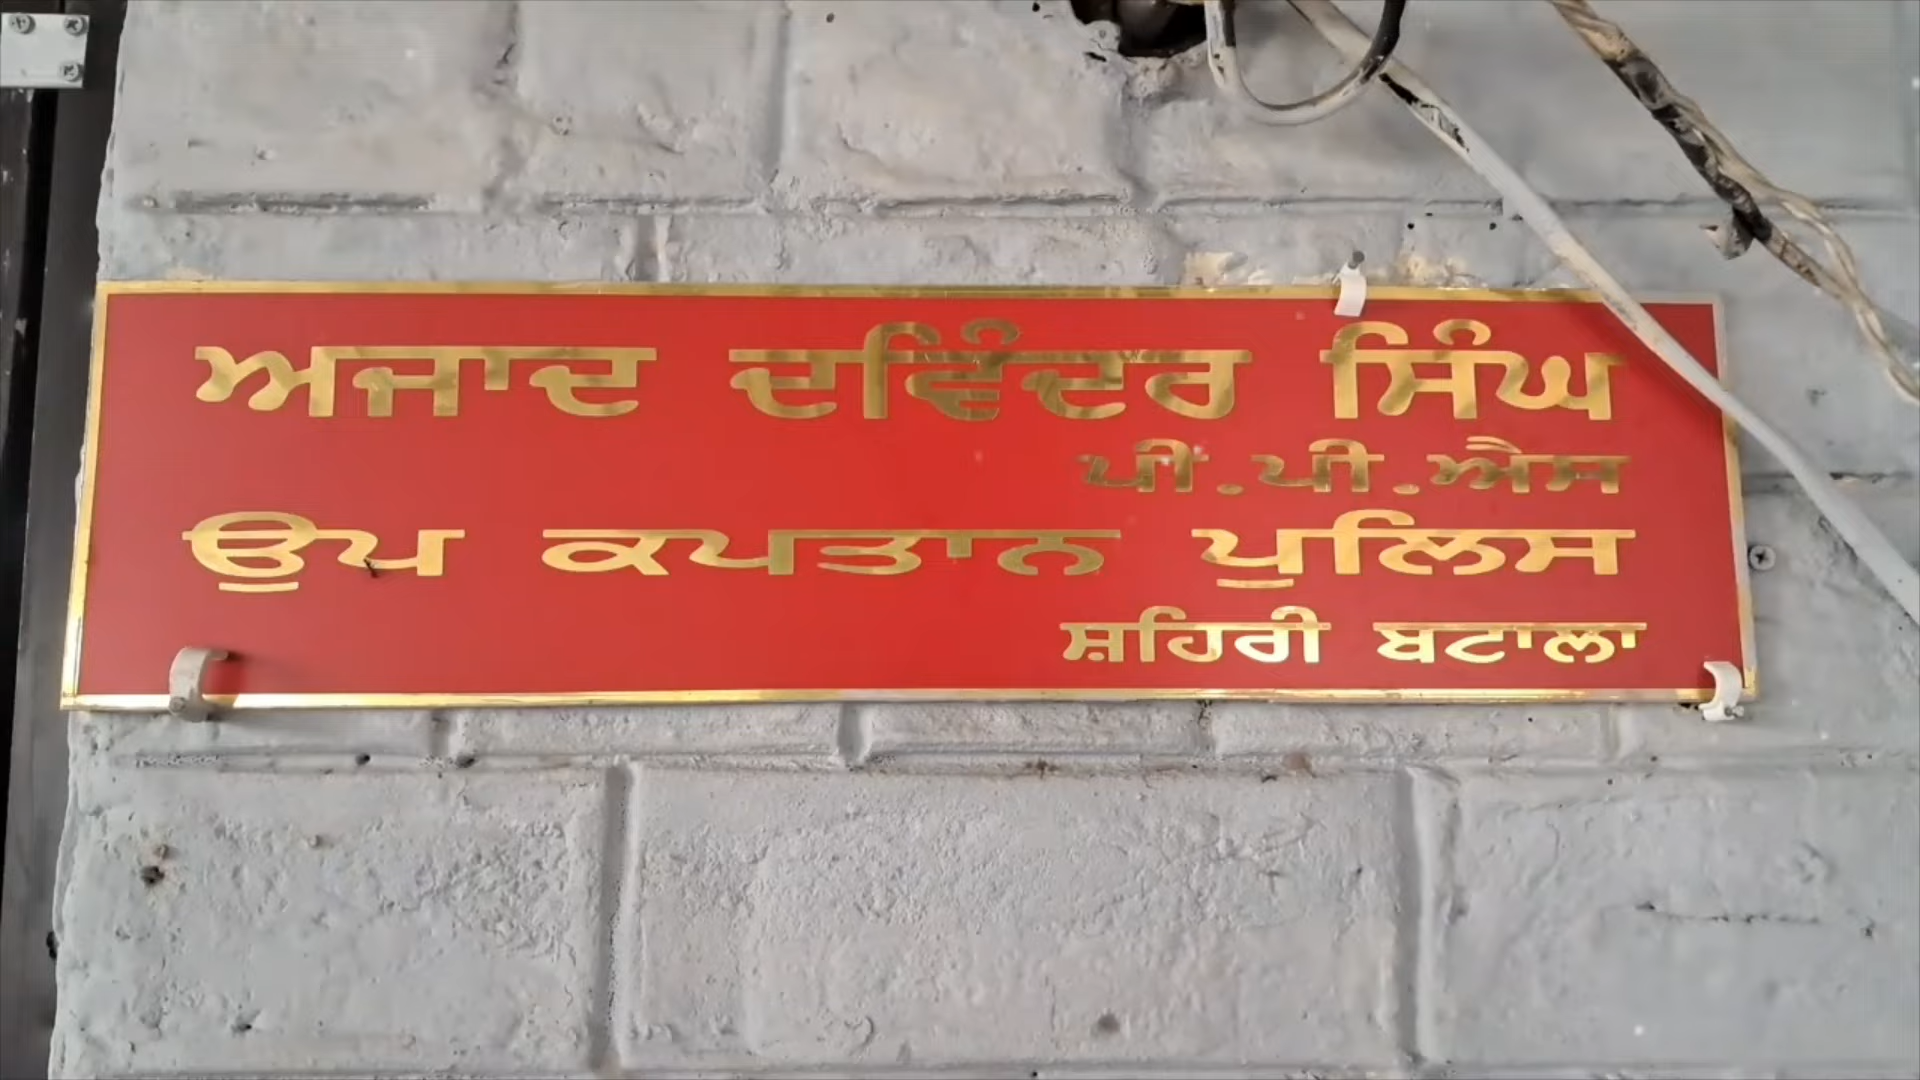 ਅਜਾਦ ਦਵਿੰਦਰ ਸਿੰਘ
ਪੀ.ਪੀ.ਐਸ
ਉਪ ਕਪਤਾਨ ਪੁਲਿਸ
ਸ਼ਹਿਰੀ ਬਟਾਲਾ